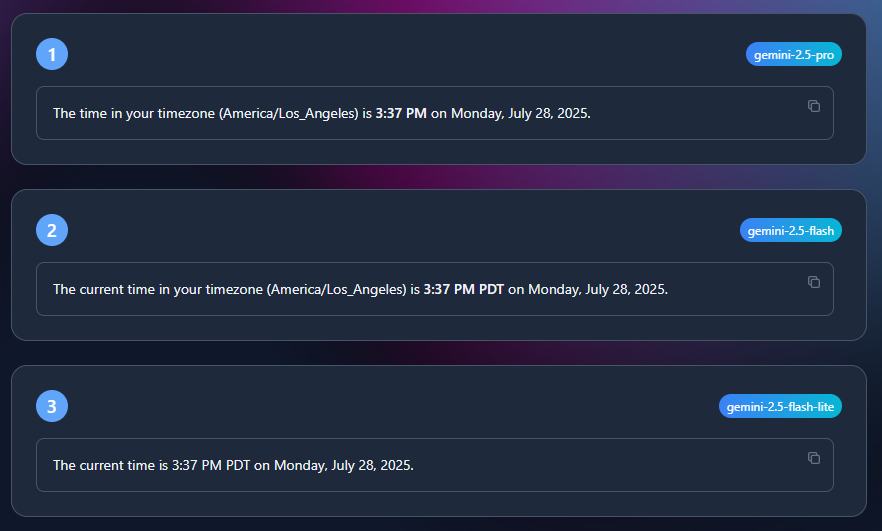 1
gemini-2.5-pro
The time in your timezone (America/Los_Angeles) is 3:37 PM on Monday, July 28, 2025.
2
gemini-2.5-flash
The current time in your timezone (America/Los_Angeles) is 3:37 PM PDT on Monday, July 28, 2025.
3
gemini-2.5-flash-lite
The current time is 3:37 PM PDT on Monday, July 28, 2025.